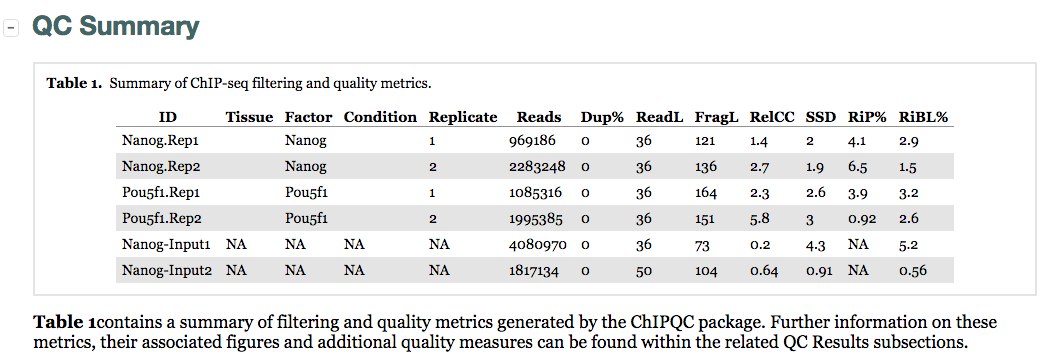 QC Summary
Table 1. Summary of ChIP-seq filtering and quality metrics.
ID Tissue Factor Condition Replicate Reads Dup% ReadL FragL RelCC SSD RiP% RiBL%
Nanog.Rep1 Nanog 1 969186 0 36 121 1.4 2 4.1 2.9
Nanog.Rep2 Nanog 2 2283248 0 36 136 2.7 1.9 6.5 1.5
Pou5f1.Rep1 Pou5f1 1 1085316 0 36 164 2.3 2.6 3.9 3.2
Pou5f1.Rep2 Pou5f1 2 1995385 0 36 151 5.8 3 0.92 2.6
Nanog-Input1 NA NA NA NA 4080970 0 36 73 0.2 4.3 NA 5.2
Nanog-Input2 NA NA NA NA 1817134 0 50 104 0.64 0.91 NA 0.56
Table 1contains a summary of filtering and quality metrics generated by the ChIPQC package. Further information on these
metrics, their associated figures and additional quality measures can be found within the related QC Results subsections.